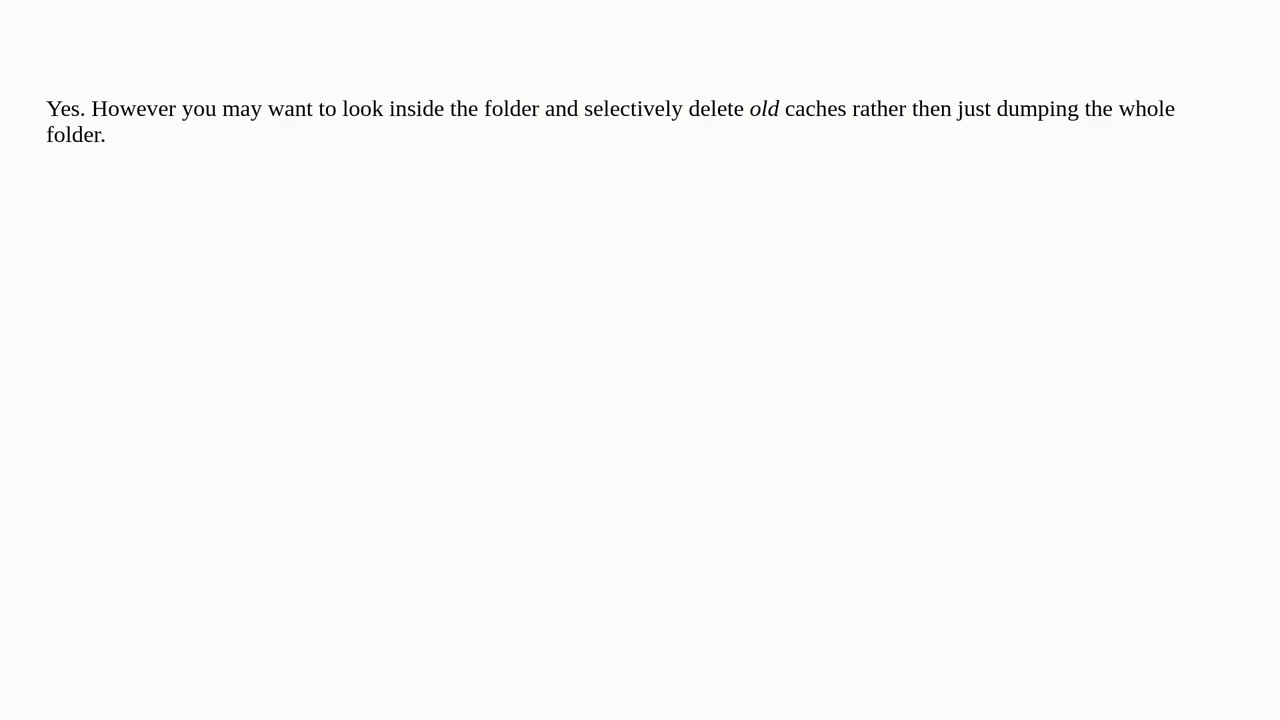 Yes. However you may want to look inside the folder and selectively delete old caches rather then just dumping the whole
folder.